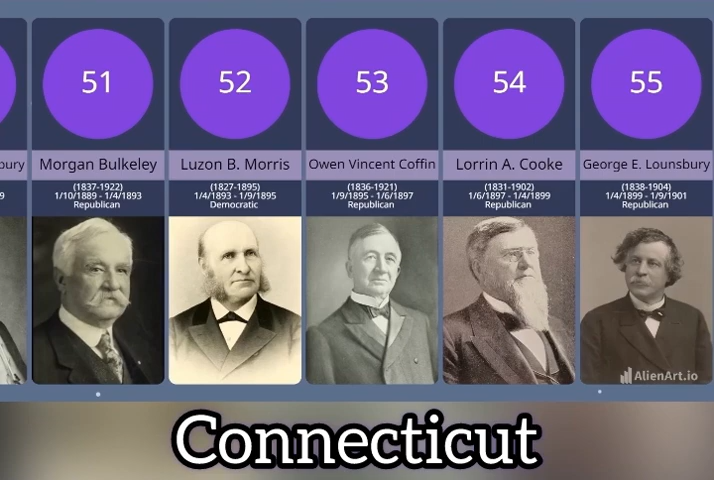 51
52
53
54
55
bury
Morgan Bulkeley
Luzon B. Morris
Owen Vincent Coffin
Lorrin A. Cooke
George E. Lounsbury
9
(1837-1922)
1/10/1889 - 1/4/1893
Republican
(1827-1895)
1/4/1893 - 1/9/1895
Democratic
(1836-1921)
1/9/1895 - 1/6/1897
Republican
(1831-1902)
1/6/1897 - 1/4/1899
Republican
(1838-1904)
1/4/1899 - 1/9/1901
Republican
AlienArt.io
Connecticut